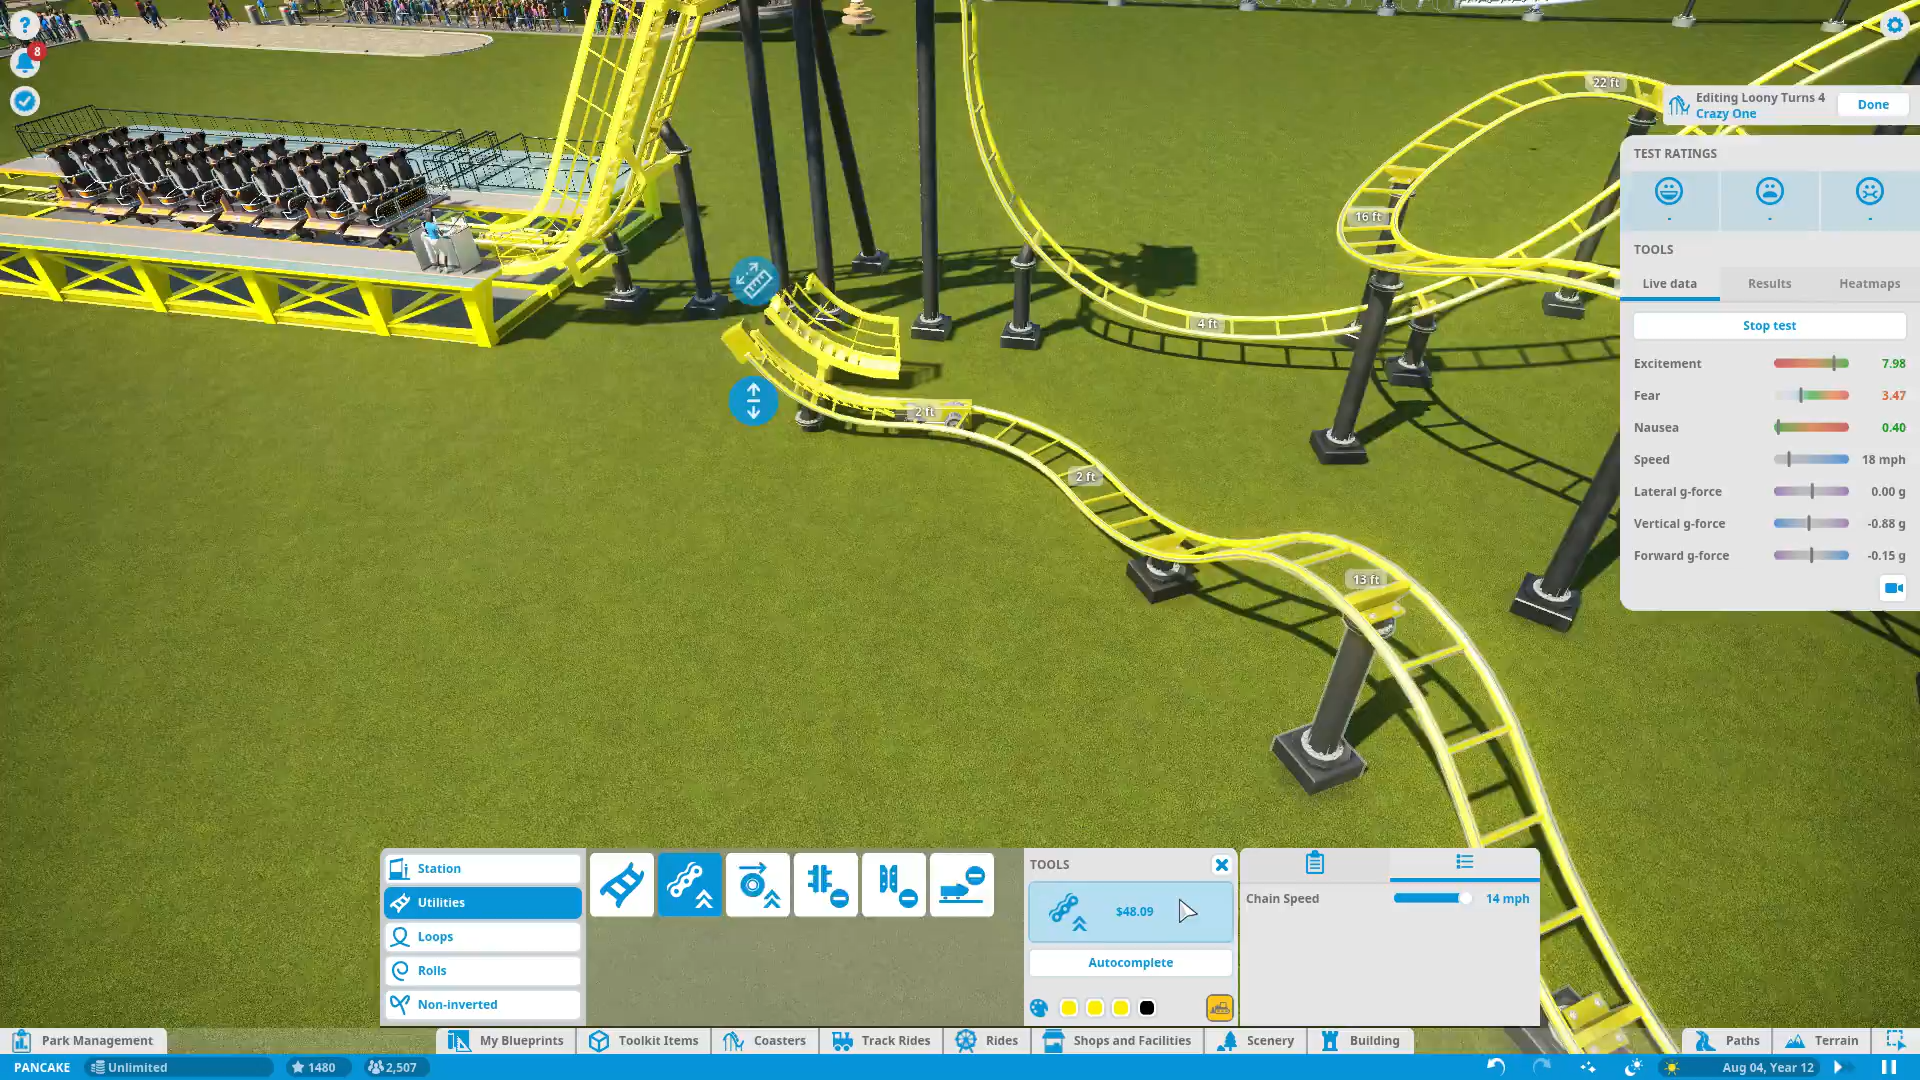 ?
8
22 ft
Editing Loony Turns 4
Crazy One
Done
TEST RATINGS
-
-
-
TOOLS
Live data
Results
Heatmaps
Stop test
Excitement
7.98
Fear
3.47
Nausea
0.40
Speed
18 mph
Lateral g-force
0.00 g
Vertical g-force
-0.88 g
Forward g-force
-0.15 g
16 ft
4 ft
2 ft
2 ft
13 ft
Station
Utilities
Loops
Rolls
Non-inverted
TOOLS
$48.09
Autocomplete
Chain Speed
14 mph
Park Management
My Blueprints
Toolkit Items
Coasters
Track Rides
Rides
Shops and Facilities
Scenery
Building
Paths
Terrain
PANCAKE
Unlimited
1480
2,507
Aug 04, Year 12